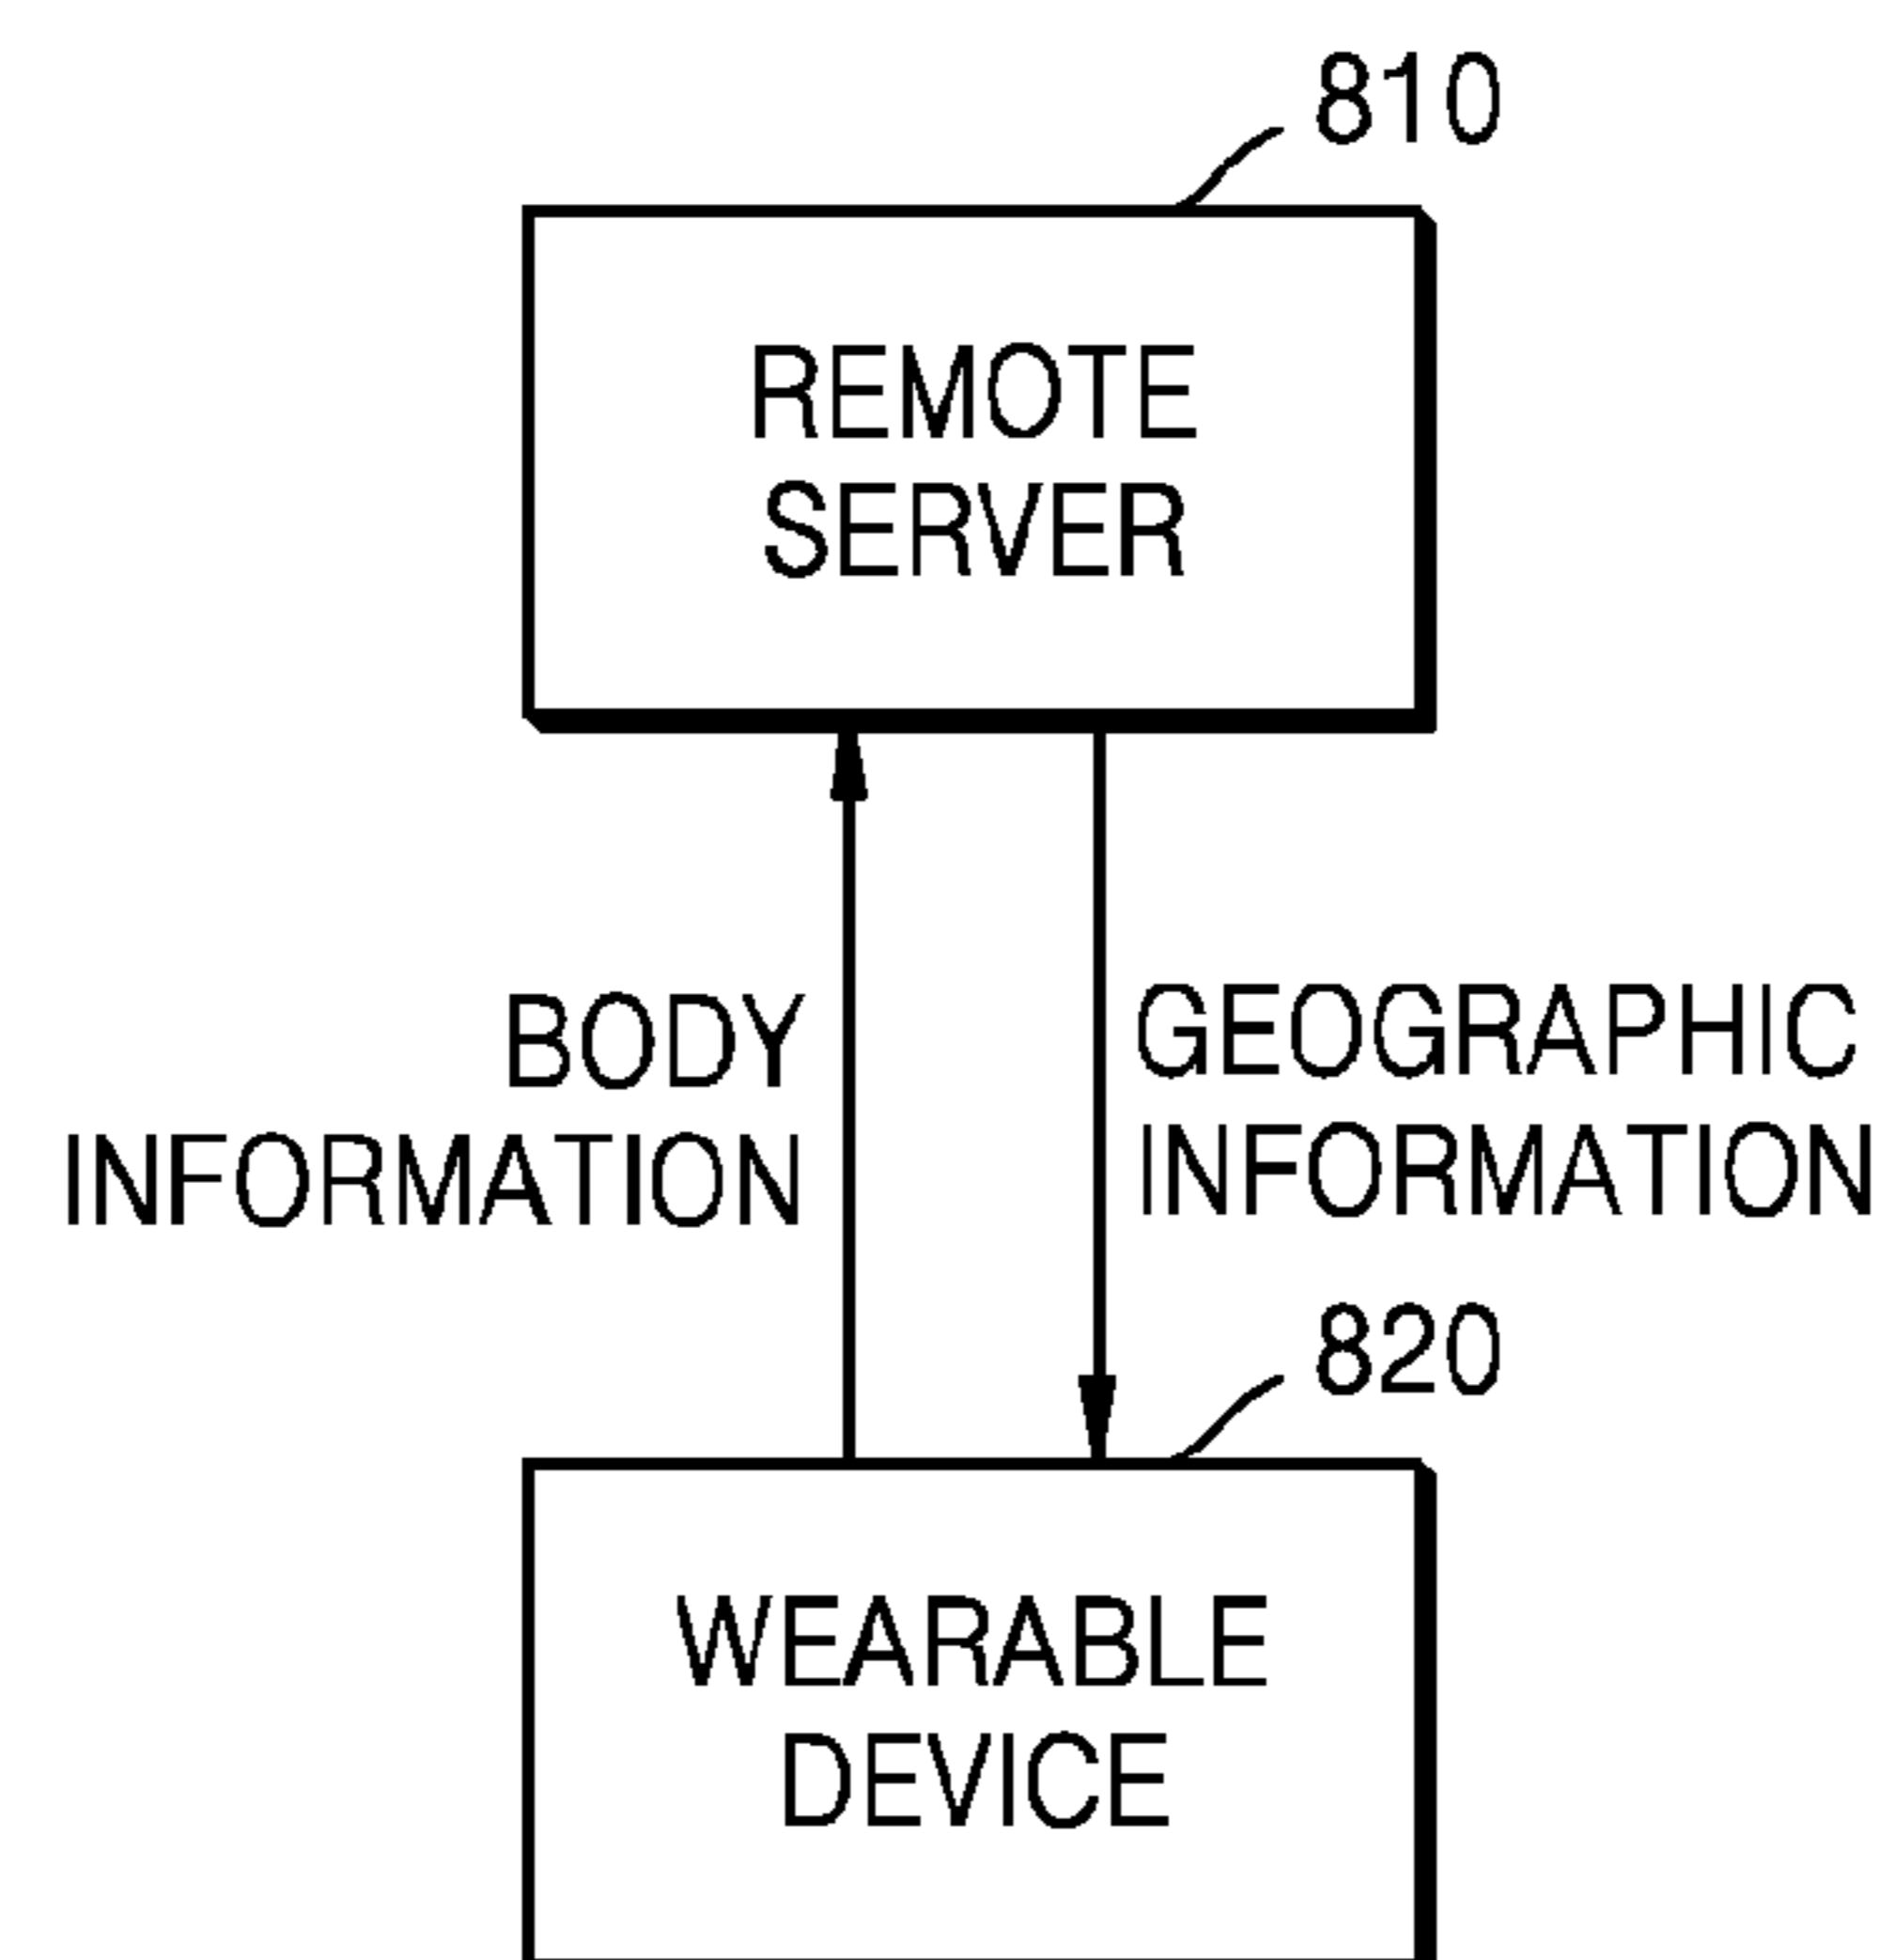 810
REMOTE
SERVER
BODY
INFORMATION
GEOGRAPHIC
INFORMATION
820
WEARABLE
DEVICE